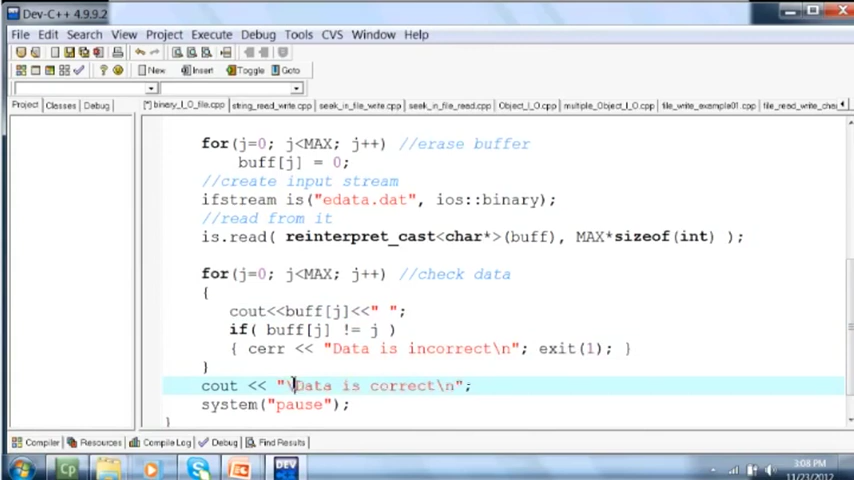 Dev-C++ 4.9.9.2
File Edit Search View Project Execute Debug Tools CVS Window Help
New Insert Toggle Goto
Project Classes Debug [*] binary_I_O_file.cpp string_read_write.cpp seek_in_file_write.cpp seek_in_file_read.cpp Object_I_O.cpp multiple_Object_I_O.cpp file_write_example01.cpp file_read_write_cha
for(j=0; j<MAX; j++) //erase buffer
buff[j] = 0;
//create input stream
ifstream is("edata.dat", ios::binary);
//read from it
is.read( reinterpret_cast<char*>(buff), MAX*sizeof(int) );
for(j=0; j<MAX; j++) //check data
{
cout<<buff[j]<<" ";
if( buff[j] != j )
{ cerr << "Data is incorrect\n"; exit(1); }
}
cout << "\Data is correct\n";
system("pause");
}
Compiler Resources Compile Log Debug Find Results
Cp DEV 3:08 PM
11/23/2012